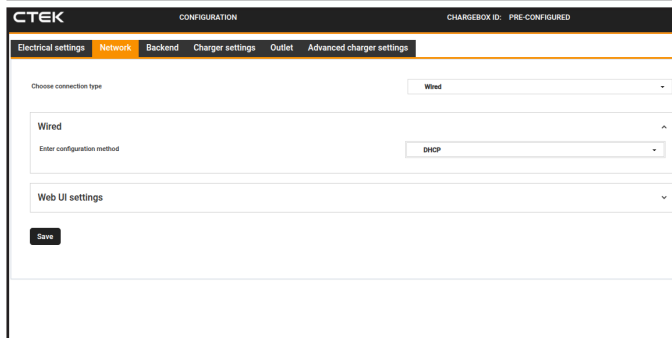 CTEK CONFIGURATION CHARGEBOX ID: PRE-CONFIGURED
Electrical settings Network Backend Charger settings Outlet Advanced charger settings
Choose connection type Wired
Wired
Enter configuration method DHCP
Web UI settings
Save